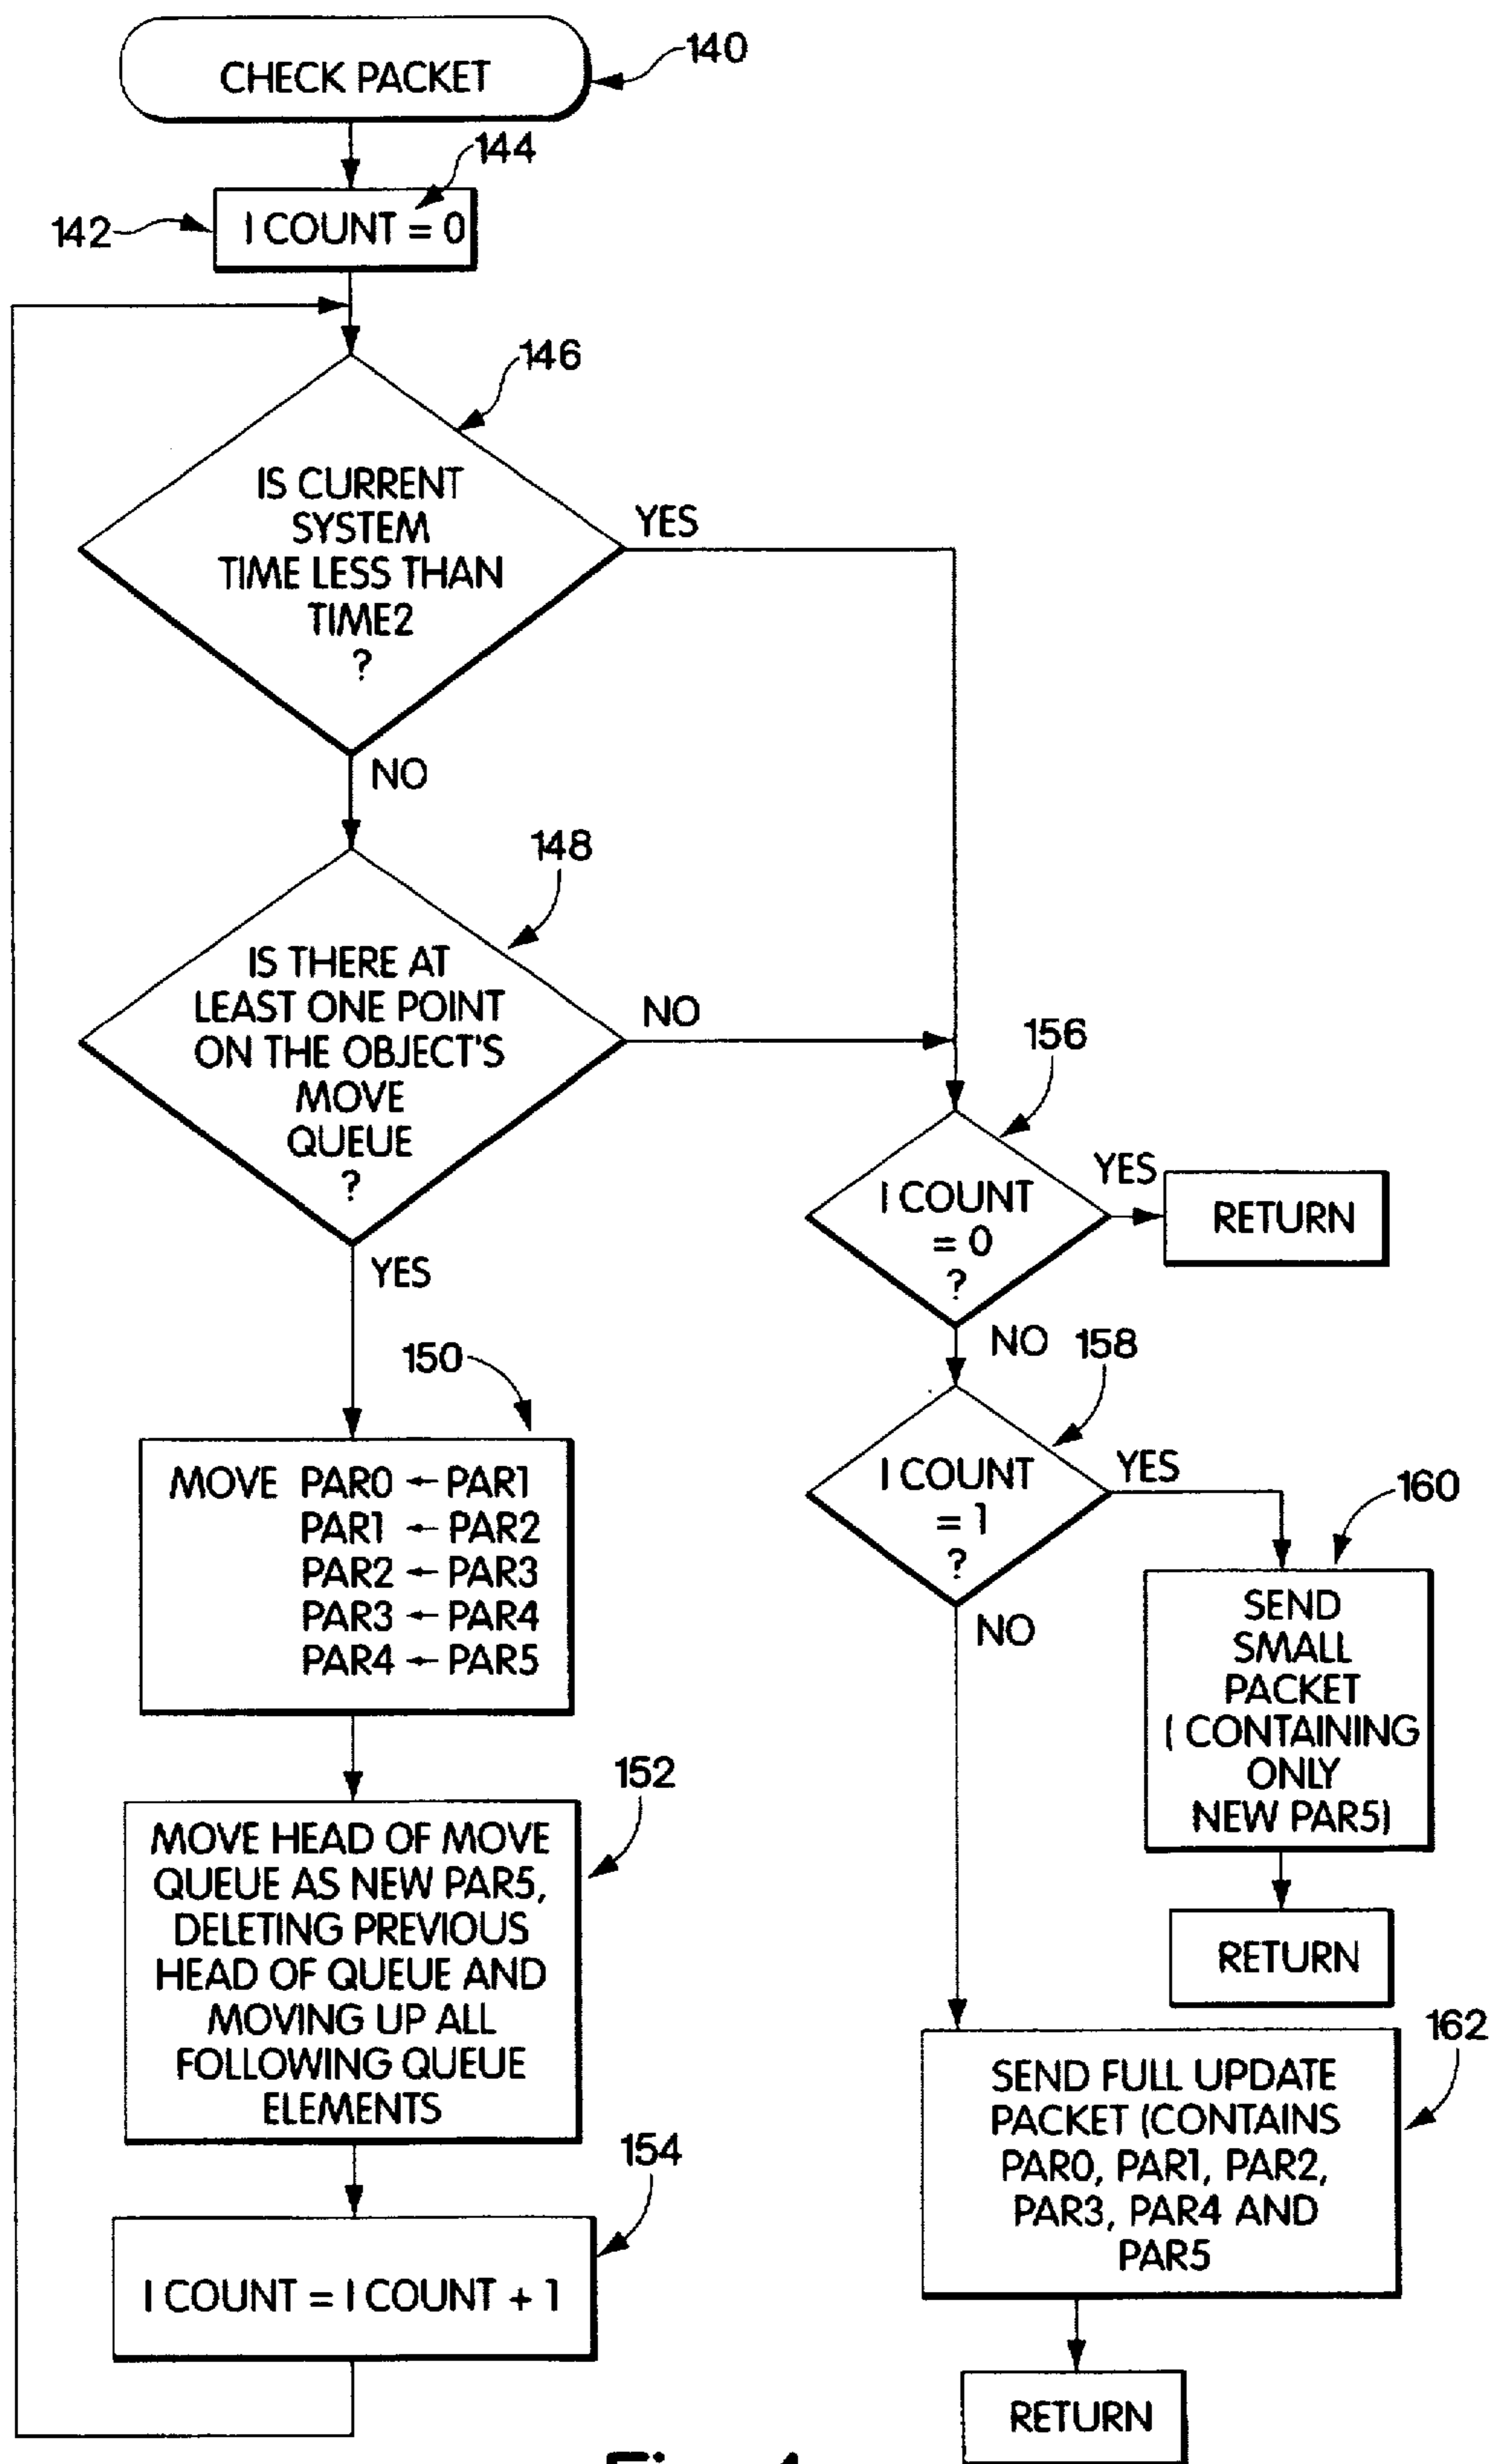 CHECK PACKET
140
144
142
I COUNT = 0
146
IS CURRENT
SYSTEM
TIME LESS THAN
TIME2
?
YES
NO
148
IS THERE AT
LEAST ONE POINT
ON THE OBJECT'S
MOVE
QUEUE
?
NO
YES
156
I COUNT
= 0
?
YES
RETURN
NO
158
I COUNT
= 1
?
YES
NO
160
SEND
SMALL
PACKET
( CONTAINING
ONLY
NEW PAR5)
RETURN
150
MOVE PAR0 ← PAR1
PAR1 ← PAR2
PAR2 ← PAR3
PAR3 ← PAR4
PAR4 ← PAR5
152
MOVE HEAD OF MOVE
QUEUE AS NEW PAR5,
DELETING PREVIOUS
HEAD OF QUEUE AND
MOVING UP ALL
FOLLOWING QUEUE
ELEMENTS
154
I COUNT = I COUNT + 1
162
SEND FULL UPDATE
PACKET (CONTAINS
PAR0, PAR1, PAR2,
PAR3, PAR4 AND
PAR5
RETURN